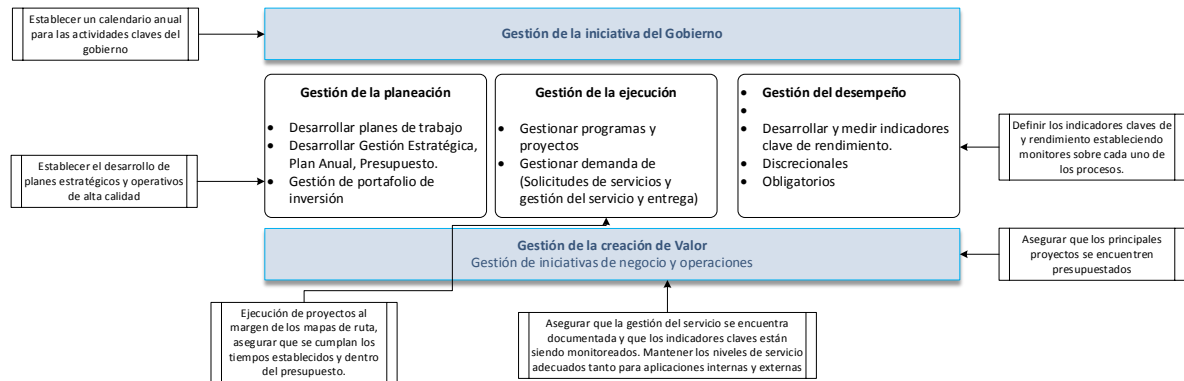 Establecer un calendario anual
para las actividades claves del
gobierno
Gestión de la iniciativa del Gobierno
Gestión de la planeación
• Desarrollar planes de trabajo
• Desarrollar Gestión Estratégica,
Plan Anual, Presupuesto.
• Gestión de portafolio de
inversión
Gestión de la ejecución
• Gestionar programas y
proyectos
• Gestionar demanda de
(Solicitudes de servicios y
gestión del servicio y entrega)
• Gestión del desempeño
•
• Desarrollar y medir indicadores
clave de rendimiento.
• Discrecionales
• Obligatorios
Definir los indicadores claves de
y rendimiento estableciendo
monitores sobre cada uno de
los procesos.
Establecer el desarrollo de
planes estratégicos y operativos
de alta calidad
Gestión de la creación de Valor
Gestión de iniciativas de negocio y operaciones
Asegurar que los principales
proyectos se encuentren
presupuestados
Ejecución de proyectos al
margen de los mapas de ruta,
asegurar que se cumplan los
tiempos establecidos y dentro
del presupuesto.
Asegurar que la gestión del servicio se encuentra
documentada y que los indicadores claves están
siendo monitoreados. Mantener los niveles de servicio
adecuados tanto para aplicaciones internas y externas